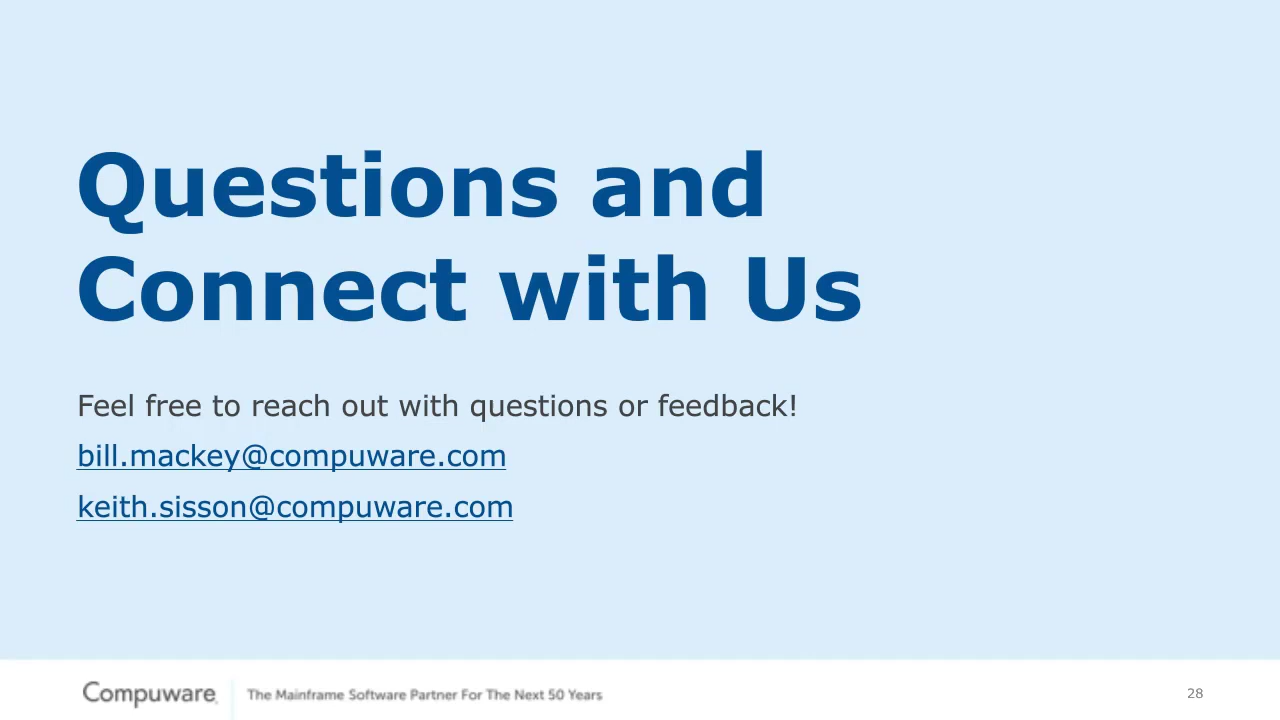 Questions and
Connect with Us
Feel free to reach out with questions or feedback!
bill.mackey@compuware.com
keith.sisson@compuware.com
Compuware
The Mainframe Software Partner For The Next 50 Years
28